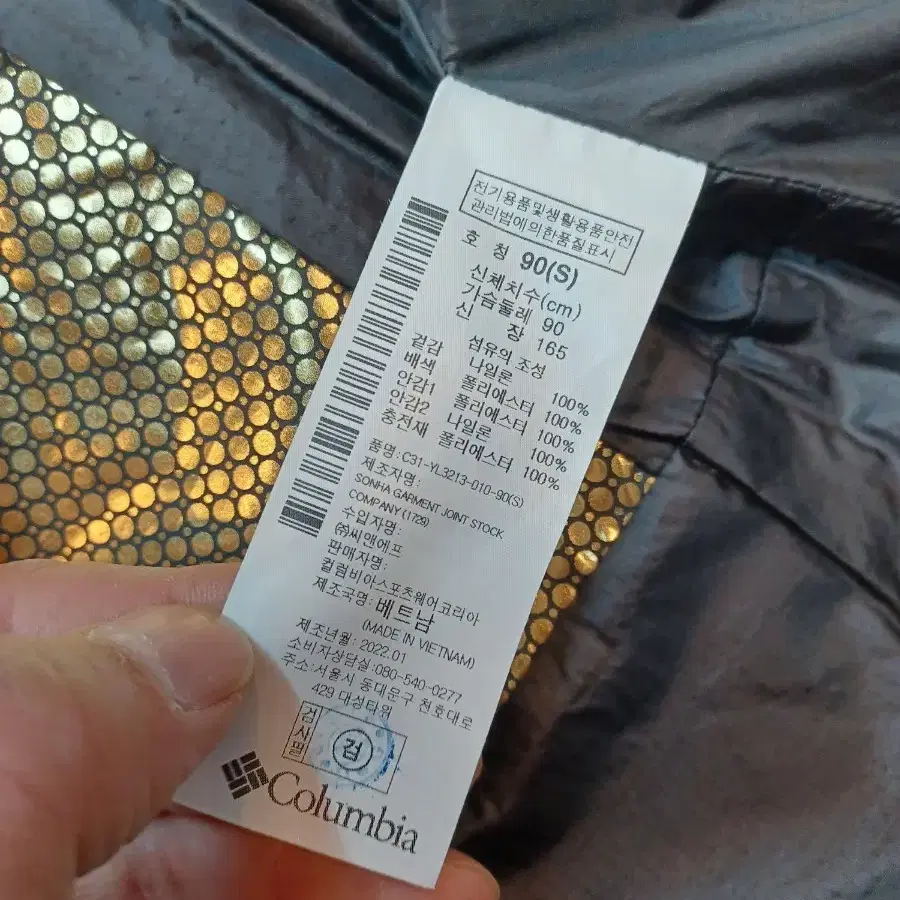 전기용품및생활용품안전
관리법에의한품질표시
호 칭 90(S)
신체치수(cm)
가슴둘레 90
신 장 165
섬유의 조성
겉감 나일론 100%
배색 폴리에스터 100%
안감1 폴리에스터 100%
안감2 나일론 100%
충전재 폴리에스터 100%
품명: C31-YL3213-010-90(S)
제조자명:
SONHA GARMENT JOINT STOCK
COMPANY (1729)
수입자명:
㈜씨앤에프
판매자명:
컬럼비아스포츠웨어코리아
제조국명: 베트남
(MADE IN VIETNAM)
제조년월: 2022.01
소비자상담실: 080-540-0277
주소: 서울시 동대문구 천호대로
429 대성타워
검사필
검
Columbia